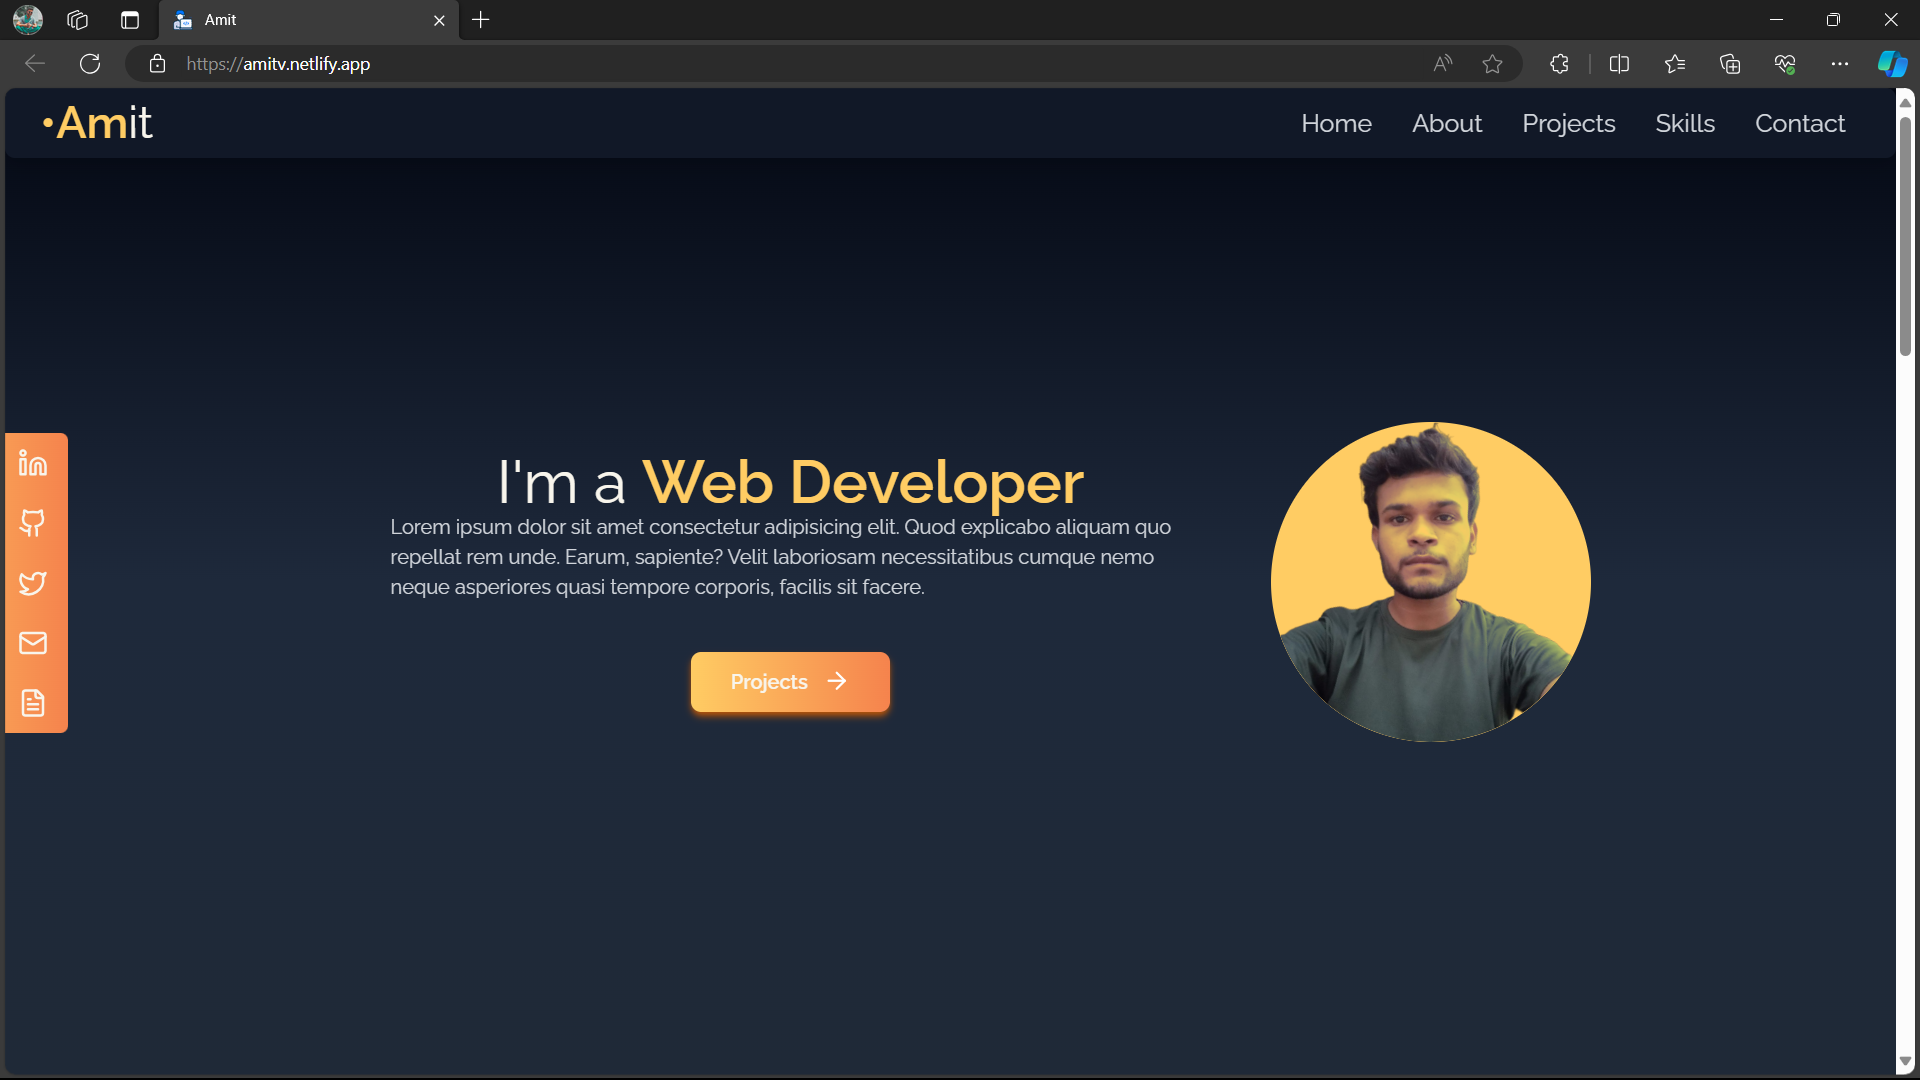 Amit
https://amitv.netlify.app
•Amit
Home About Projects Skills Contact
I'm a Web Developer
Lorem ipsum dolor sit amet consectetur adipisicing elit. Quod explicabo aliquam quo
repellat rem unde. Earum, sapiente? Velit laboriosam necessitatibus cumque nemo
neque asperiores quasi tempore corporis, facilis sit facere.
Projects